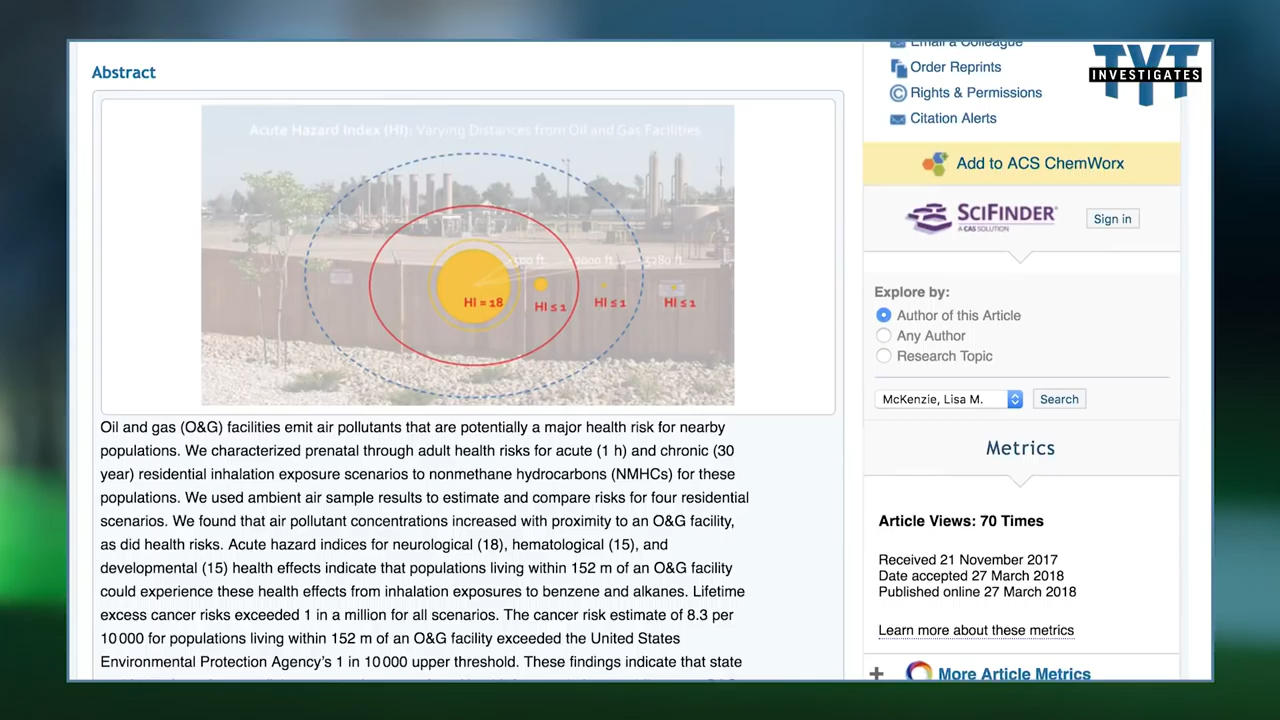 Email a Colleague
TYT
INVESTIGATES
Order Reprints
Rights & Permissions
Citation Alerts
Add to ACS ChemWorx
SCIFINDER®
A CAS SOLUTION
Sign in
Explore by:
Author of this Article
Any Author
Research Topic
McKenzie, Lisa M.
Search
Metrics
Article Views: 70 Times
Received 21 November 2017
Date accepted 27 March 2018
Published online 27 March 2018
Learn more about these metrics
More Article Metrics
Abstract
Acute Hazard Index (HI): Varying Distances from Oil and Gas Facilities
HI = 18
HI ≤ 1
HI ≤ 1
HI ≤ 1
Oil and gas (O&G) facilities emit air pollutants that are potentially a major health risk for nearby
populations. We characterized prenatal through adult health risks for acute (1 h) and chronic (30
year) residential inhalation exposure scenarios to nonmethane hydrocarbons (NMHCs) for these
populations. We used ambient air sample results to estimate and compare risks for four residential
scenarios. We found that air pollutant concentrations increased with proximity to an O&G facility,
as did health risks. Acute hazard indices for neurological (18), hematological (15), and
developmental (15) health effects indicate that populations living within 152 m of an O&G facility
could experience these health effects from inhalation exposures to benzene and alkanes. Lifetime
excess cancer risks exceeded 1 in a million for all scenarios. The cancer risk estimate of 8.3 per
10 000 for populations living within 152 m of an O&G facility exceeded the United States
Environmental Protection Agency's 1 in 10 000 upper threshold. These findings indicate that state